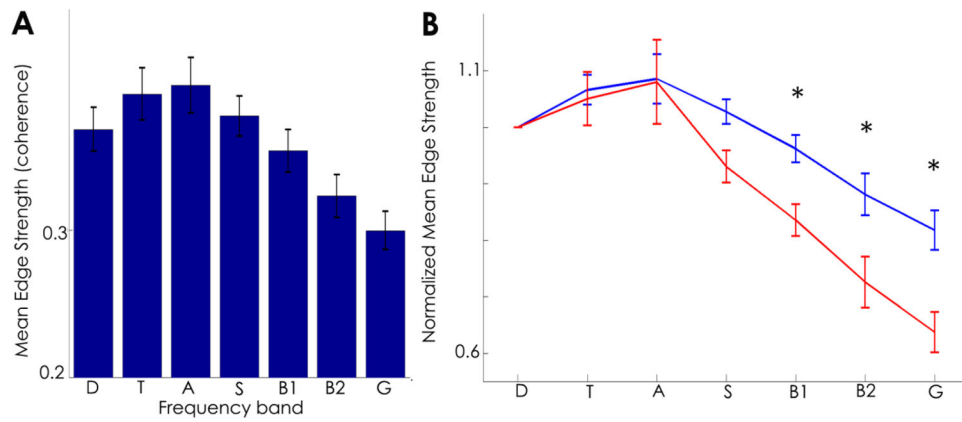 A
Mean Edge Strength (coherence)
0.3
0.2
D T A S B1 B2 G
Frequency band
B
Normalized Mean Edge Strength
1.1
0.6
* * *
D T A S B1 B2 G